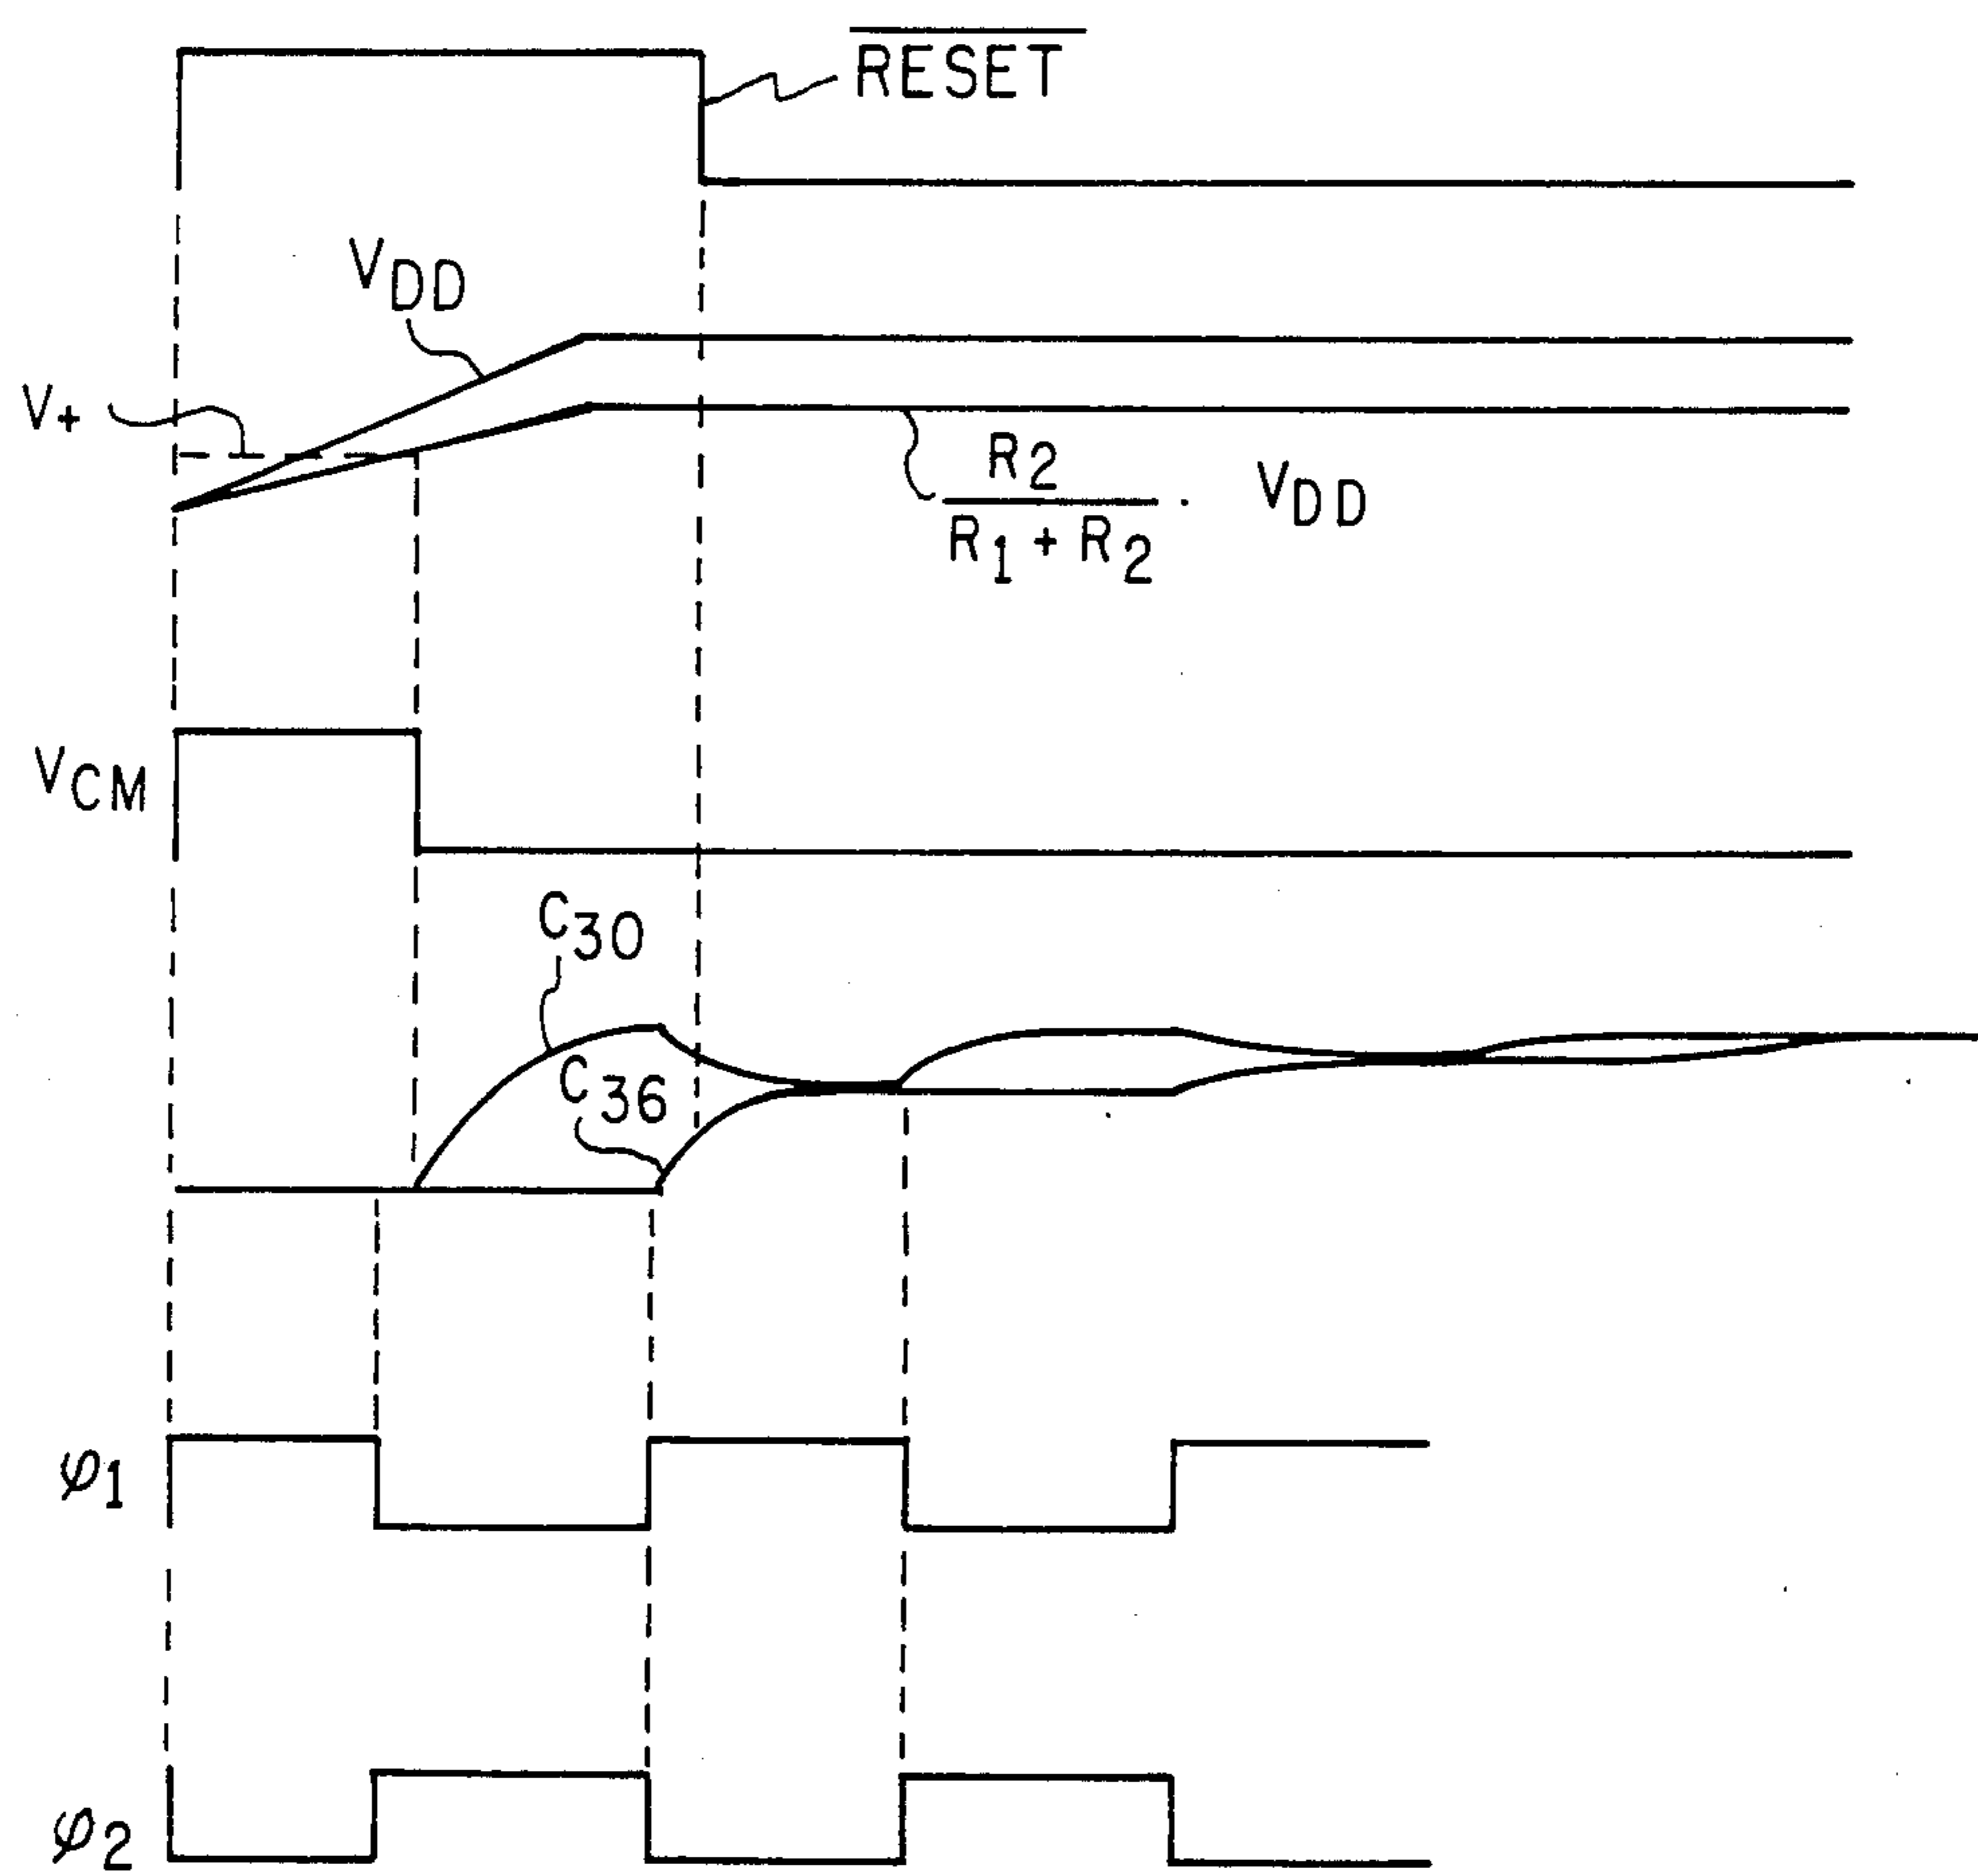 RESET
VDD
V+
R2
R1 + R2 · VDD
VCM
C30
C36
φ1
φ2